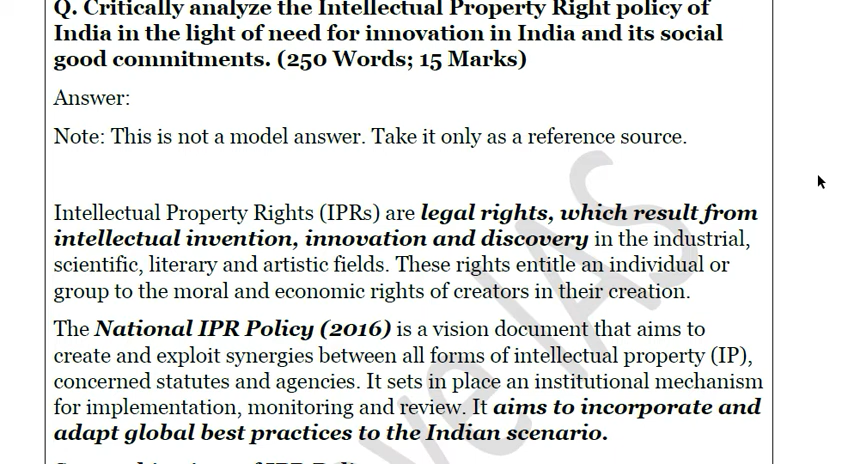 Q. Critically analyze the Intellectual Property Right policy of
India in the light of need for innovation in India and its social
good commitments. (250 Words; 15 Marks)
Answer:
Note: This is not a model answer. Take it only as a reference source.
Intellectual Property Rights (IPRs) are legal rights, which result from
intellectual invention, innovation and discovery in the industrial,
scientific, literary and artistic fields. These rights entitle an individual or
group to the moral and economic rights of creators in their creation.
The National IPR Policy (2016) is a vision document that aims to
create and exploit synergies between all forms of intellectual property (IP),
concerned statutes and agencies. It sets in place an institutional mechanism
for implementation, monitoring and review. It aims to incorporate and
adapt global best practices to the Indian scenario.
ve IAS